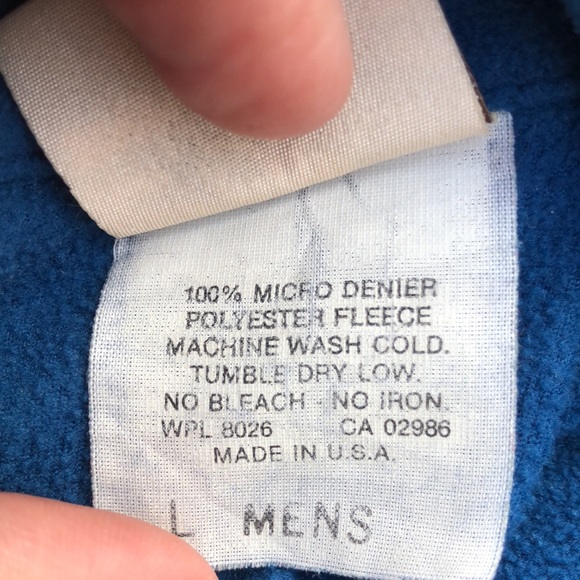 100% MICRO DENIER
POLYESTER FLEECE
MACHINE WASH COLD.
TUMBLE DRY LOW.
NO BLEACH - NO IRON.
WPL 8026 CA 02986
MADE IN U.S.A.
L MENS